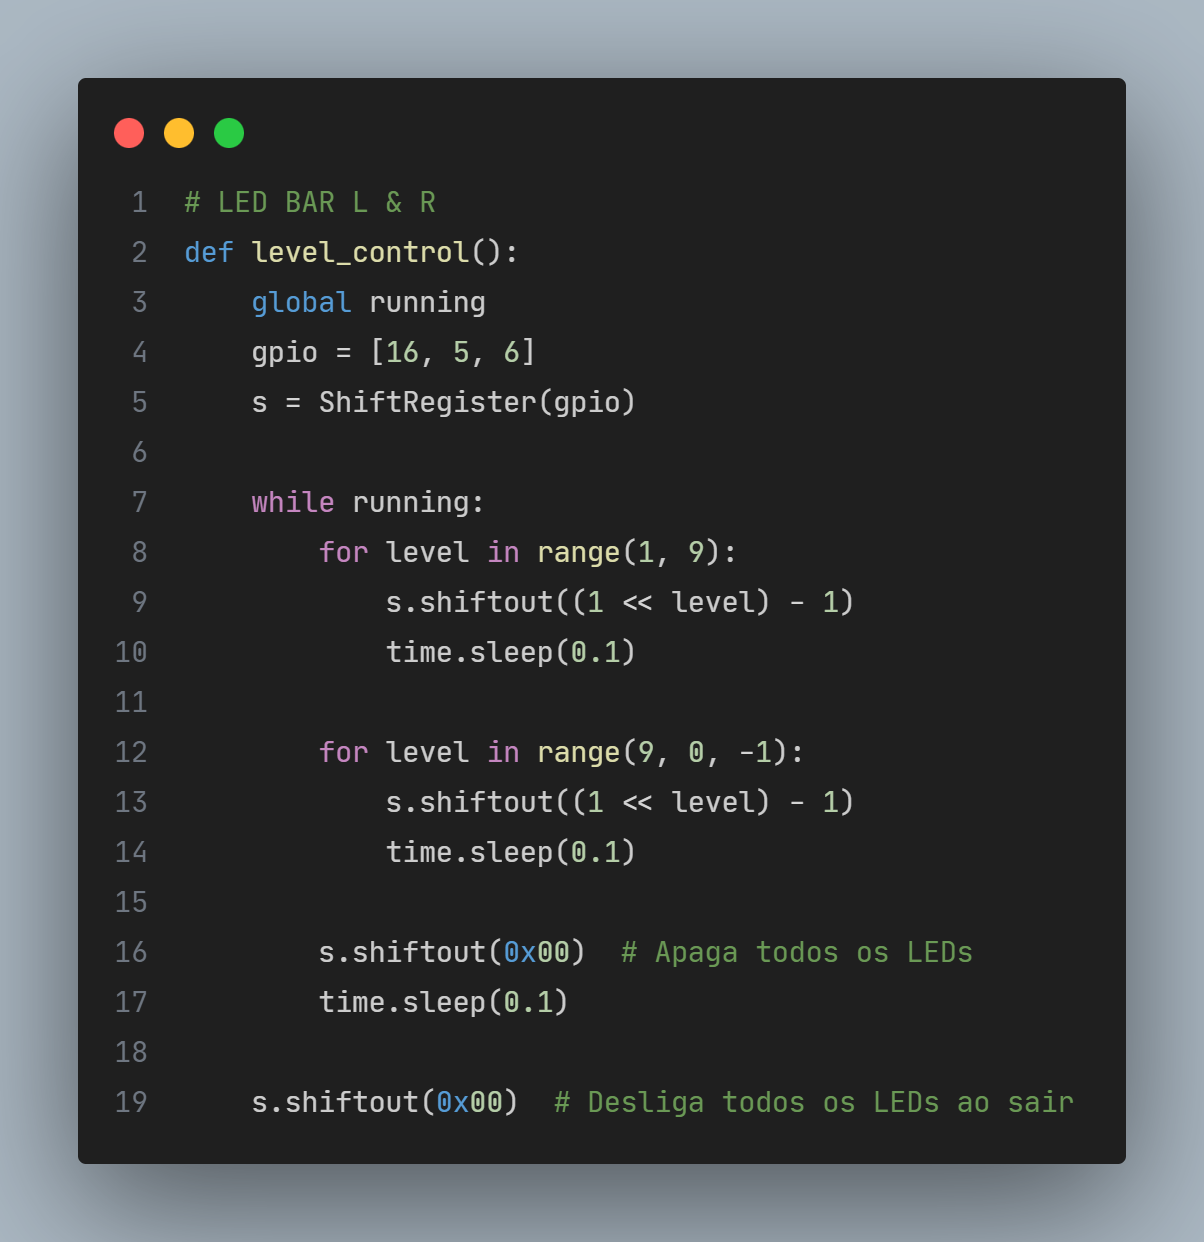 1 # LED BAR L & R
2 def level_control():
3     global running
4     gpio = [16, 5, 6]
5     s = ShiftRegister(gpio)
6
7     while running:
8         for level in range(1, 9):
9             s.shiftout((1 << level) - 1)
10             time.sleep(0.1)
11
12         for level in range(9, 0, -1):
13             s.shiftout((1 << level) - 1)
14             time.sleep(0.1)
15
16         s.shiftout(0x00)  # Apaga todos os LEDs
17         time.sleep(0.1)
18
19     s.shiftout(0x00)  # Desliga todos os LEDs ao sair